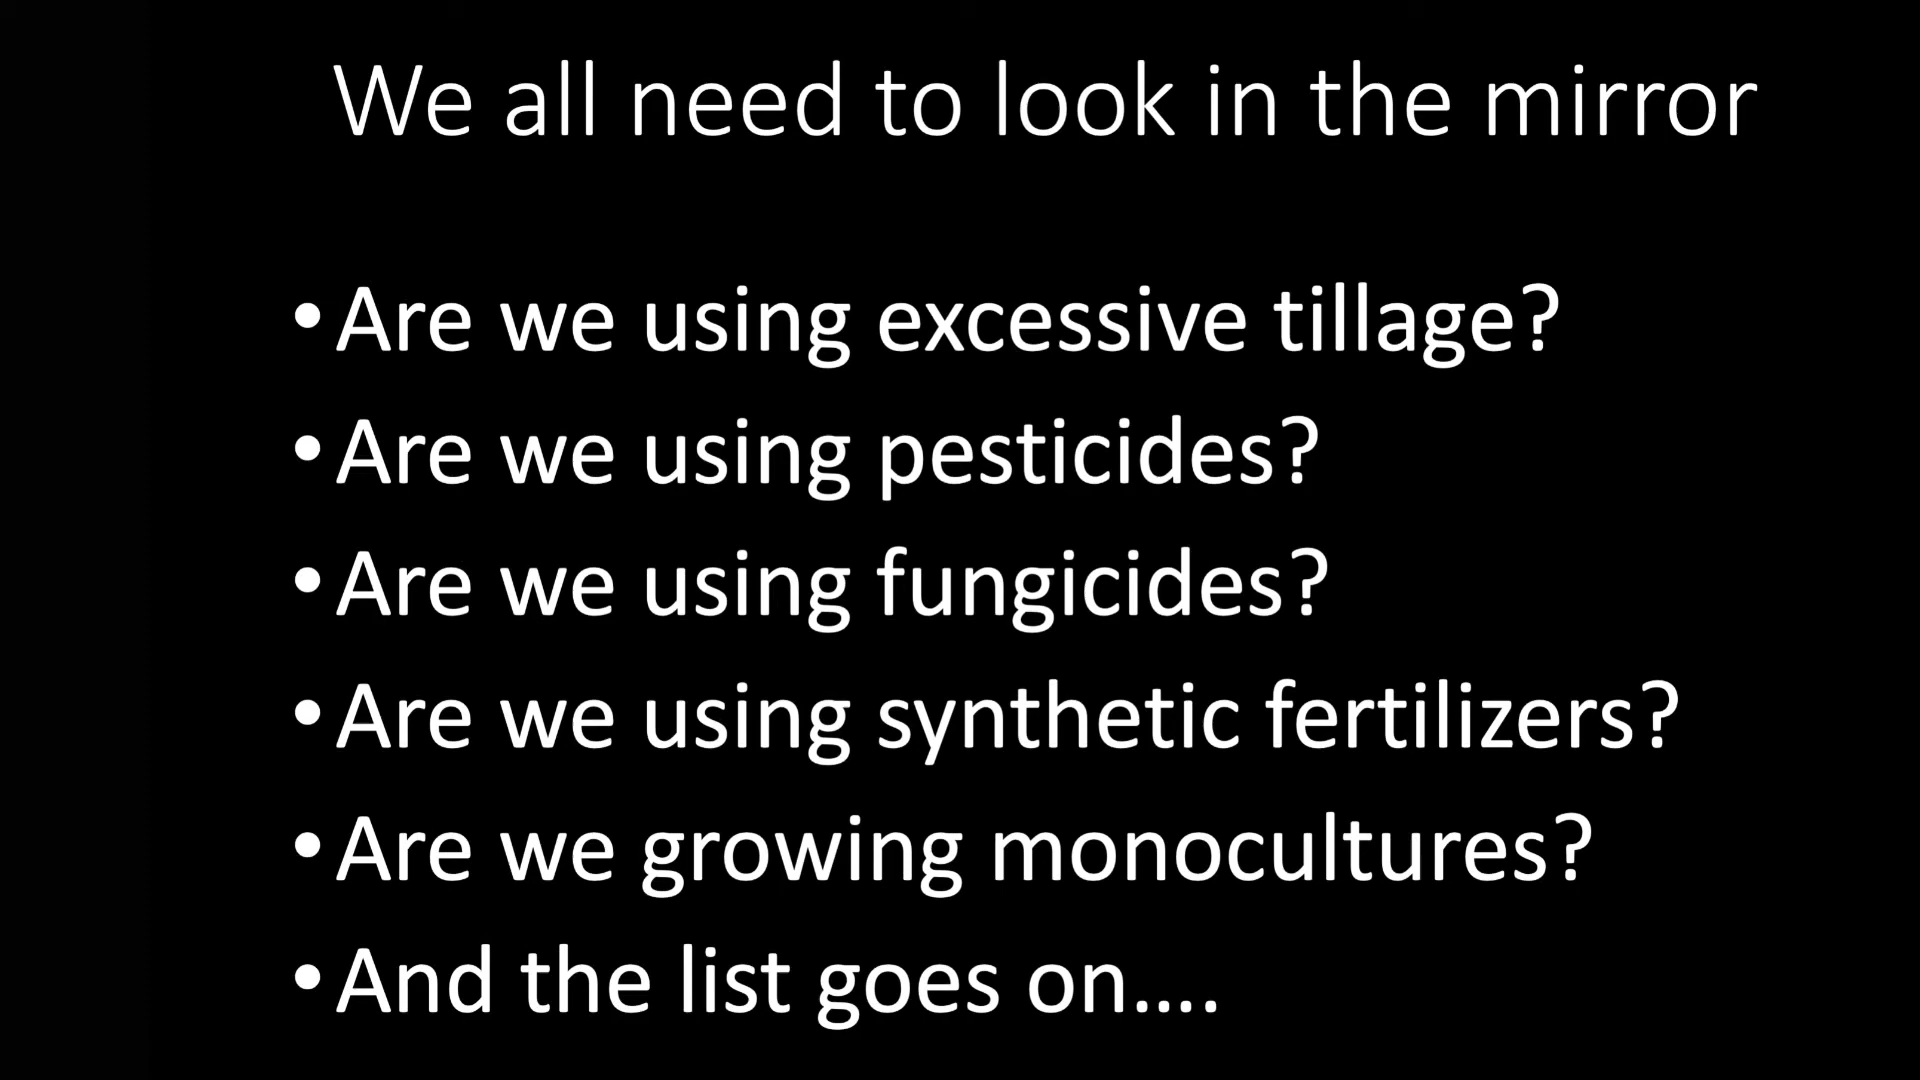 We all need to look in the mirror
•Are we using excessive tillage?
•Are we using pesticides?
•Are we using fungicides?
•Are we using synthetic fertilizers?
•Are we growing monocultures?
•And the list goes on....